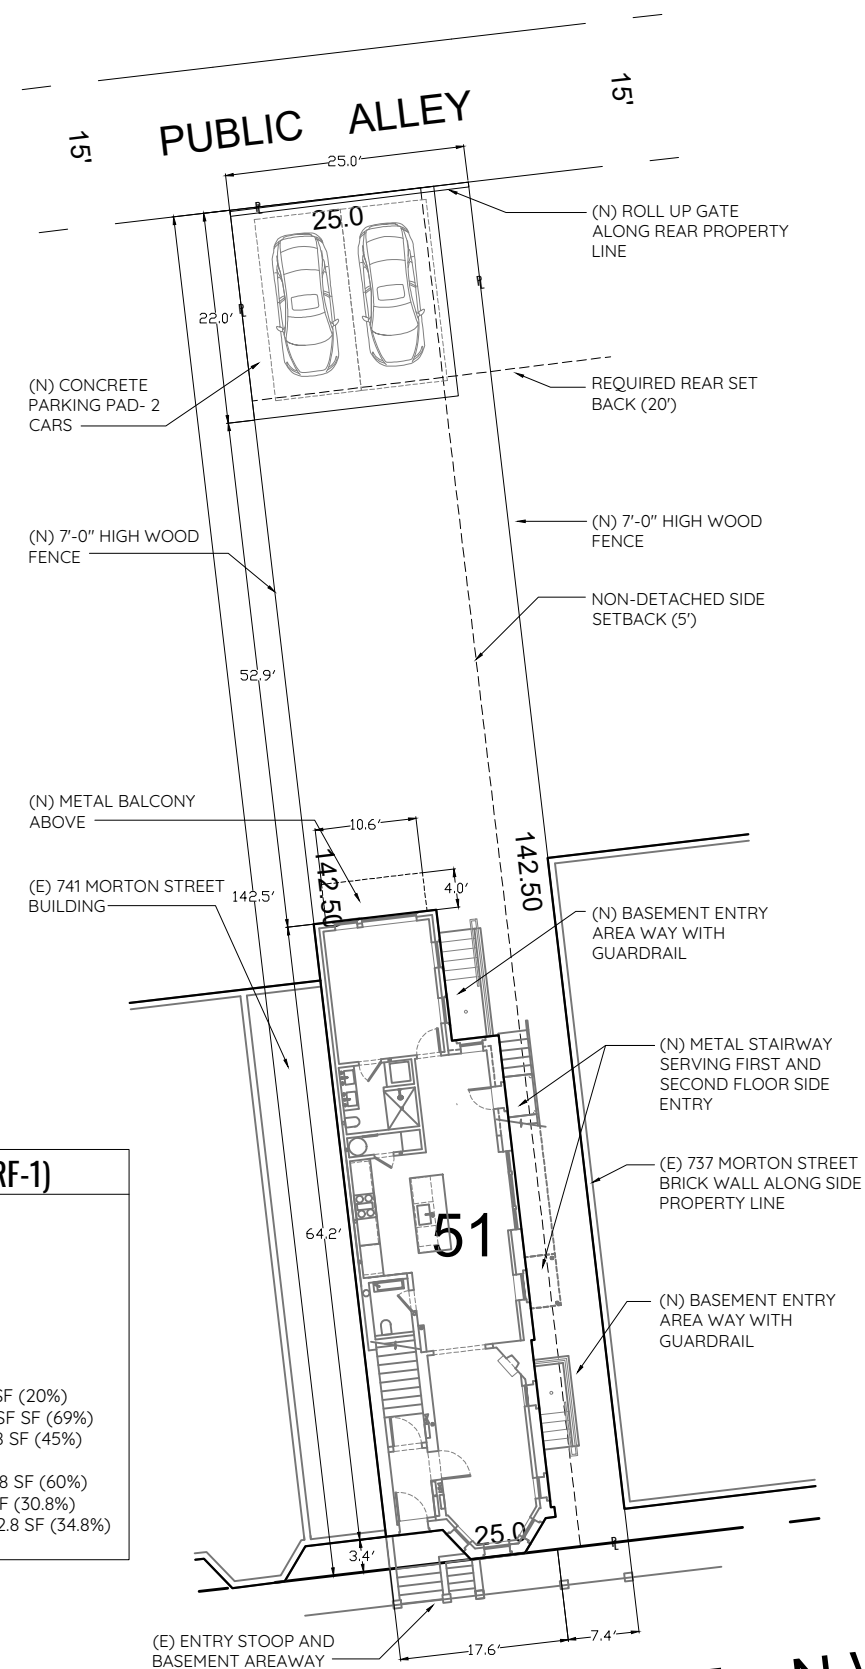 15'
PUBLIC ALLEY
15'
25.0'
25.0
(N) ROLL UP GATE
ALONG REAR PROPERTY
LINE
22.0'
(N) CONCRETE
PARKING PAD- 2
CARS
REQUIRED REAR SET
BACK (20')
(N) 7'-0" HIGH WOOD
FENCE
(N) 7'-0" HIGH WOOD
FENCE
NON-DETACHED SIDE
SETBACK (5')
52.9'
(N) METAL BALCONY
ABOVE
10.6'
142.50
142.50
4.0'
(E) 741 MORTON STREET
BUILDING
142.5'
(N) BASEMENT ENTRY
AREA WAY WITH
GUARDRAIL
(N) METAL STAIRWAY
SERVING FIRST AND
SECOND FLOOR SIDE
ENTRY
RF-1)
(E) 737 MORTON STREET
BRICK WALL ALONG SIDE
PROPERTY LINE
64.2'
51
(N) BASEMENT ENTRY
AREA WAY WITH
GUARDRAIL
SF (20%)
SF SF (69%)
8 SF (45%)
8 SF (60%)
F (30.8%)
2.8 SF (34.8%)
25.0
3.4'
(E) ENTRY STOOP AND
BASEMENT AREAWAY
17.6'
7.4'